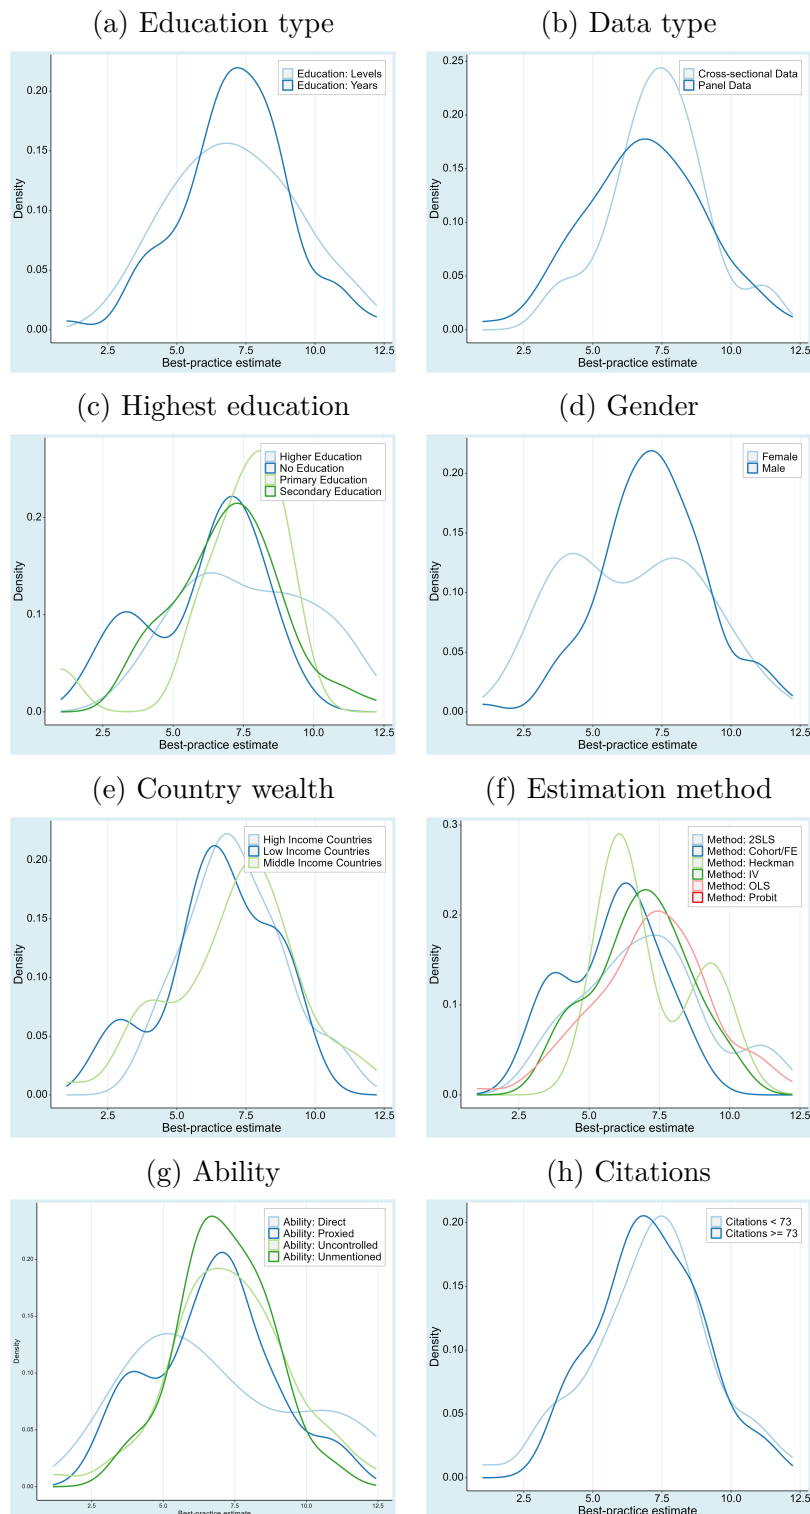 (a) Education type
Education: Levels
Education: Years
0.20
0.15
0.10
0.05
0.00
Density
2.5 5.0 7.5 10.0 12.5
Best-practice estimate
(b) Data type
Cross-sectional Data
Panel Data
0.25
0.20
0.15
0.10
0.05
0.00
Density
2.5 5.0 7.5 10.0 12.5
Best-practice estimate
(c) Highest education
Higher Education
No Education
Primary Education
Secondary Education
0.2
0.1
0.0
Density
2.5 5.0 7.5 10.0 12.5
Best-practice estimate
(d) Gender
Female
Male
0.20
0.15
0.10
0.05
0.00
Density
2.5 5.0 7.5 10.0 12.5
Best-practice estimate
(e) Country wealth
High Income Countries
Low Income Countries
Middle Income Countries
0.20
0.15
0.10
0.05
0.00
Density
2.5 5.0 7.5 10.0 12.5
Best-practice estimate
(f) Estimation method
Method: 2SLS
Method: Cohort/FE
Method: Heckman
Method: IV
Method: OLS
Method: Probit
0.3
0.2
0.1
0.0
Density
2.5 5.0 7.5 10.0 12.5
Best-practice estimate
(g) Ability
Ability: Direct
Ability: Proxied
Ability: Uncontrolled
Ability: Unmentioned
0.20
0.15
0.10
0.05
0.00
Density
2.5 5.0 7.5 10.0 12.5
Best-practice estimate
(h) Citations
Citations < 73
Citations >= 73
0.20
0.15
0.10
0.05
0.00
Density
2.5 5.0 7.5 10.0 12.5
Best-practice estimate